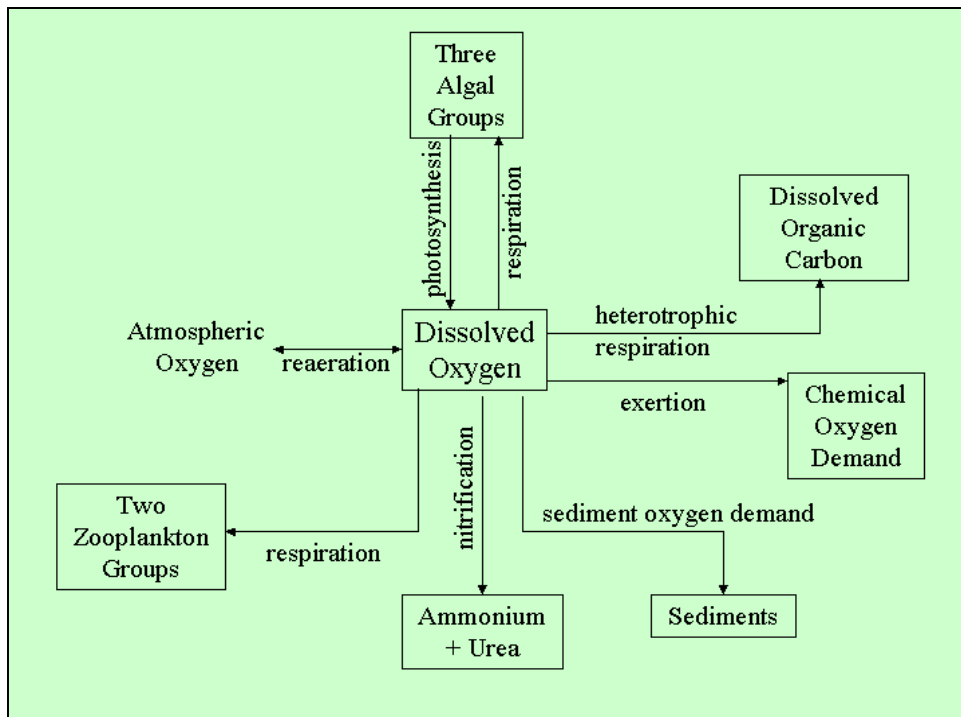 Three
Algal
Groups
photosynthesis
respiration
Dissolved
Organic
Carbon
Atmospheric
Oxygen
reaeration
Dissolved
Oxygen
heterotrophic
respiration
exertion
Chemical
Oxygen
Demand
Two
Zooplankton
Groups
respiration
nitrification
sediment oxygen demand
Ammonium
+ Urea
Sediments